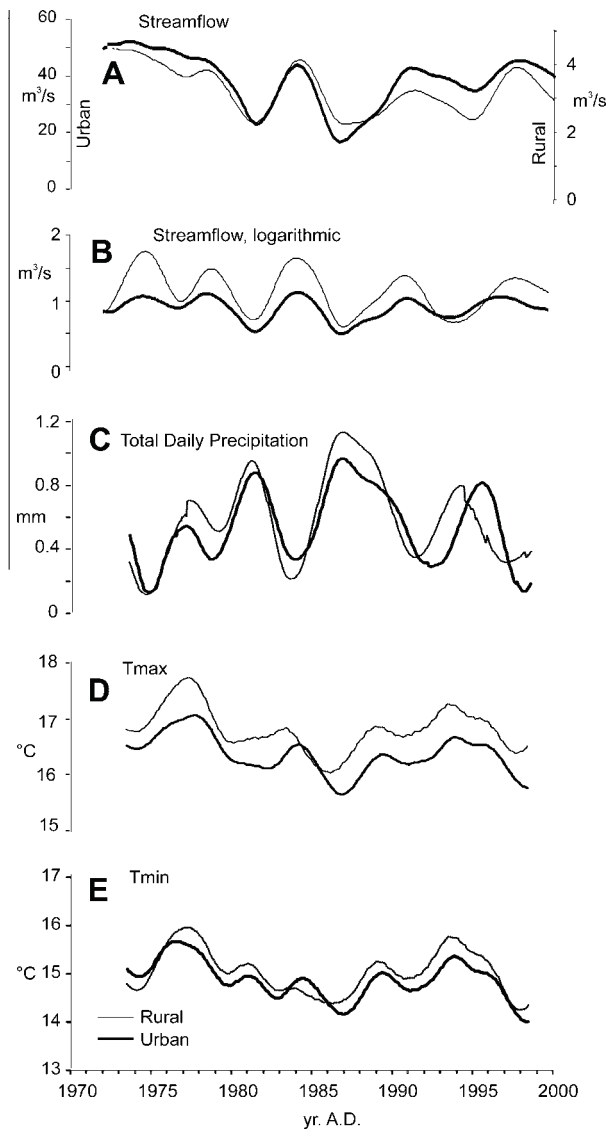 60
Streamflow
40
A
4
m³/s
Urban
Rural
m³/s
20
2
0
0
2
Streamflow, logarithmic
B
m³/s
1
0
1.2
C
Total Daily Precipitation
0.8
mm
0.4
0
18
Tmax
D
17
°C
16
15
17
E
Tmin
16
°C
15
14
Rural
Urban
13
1970
1975
1980
1985
1990
1995
2000
yr. A.D.